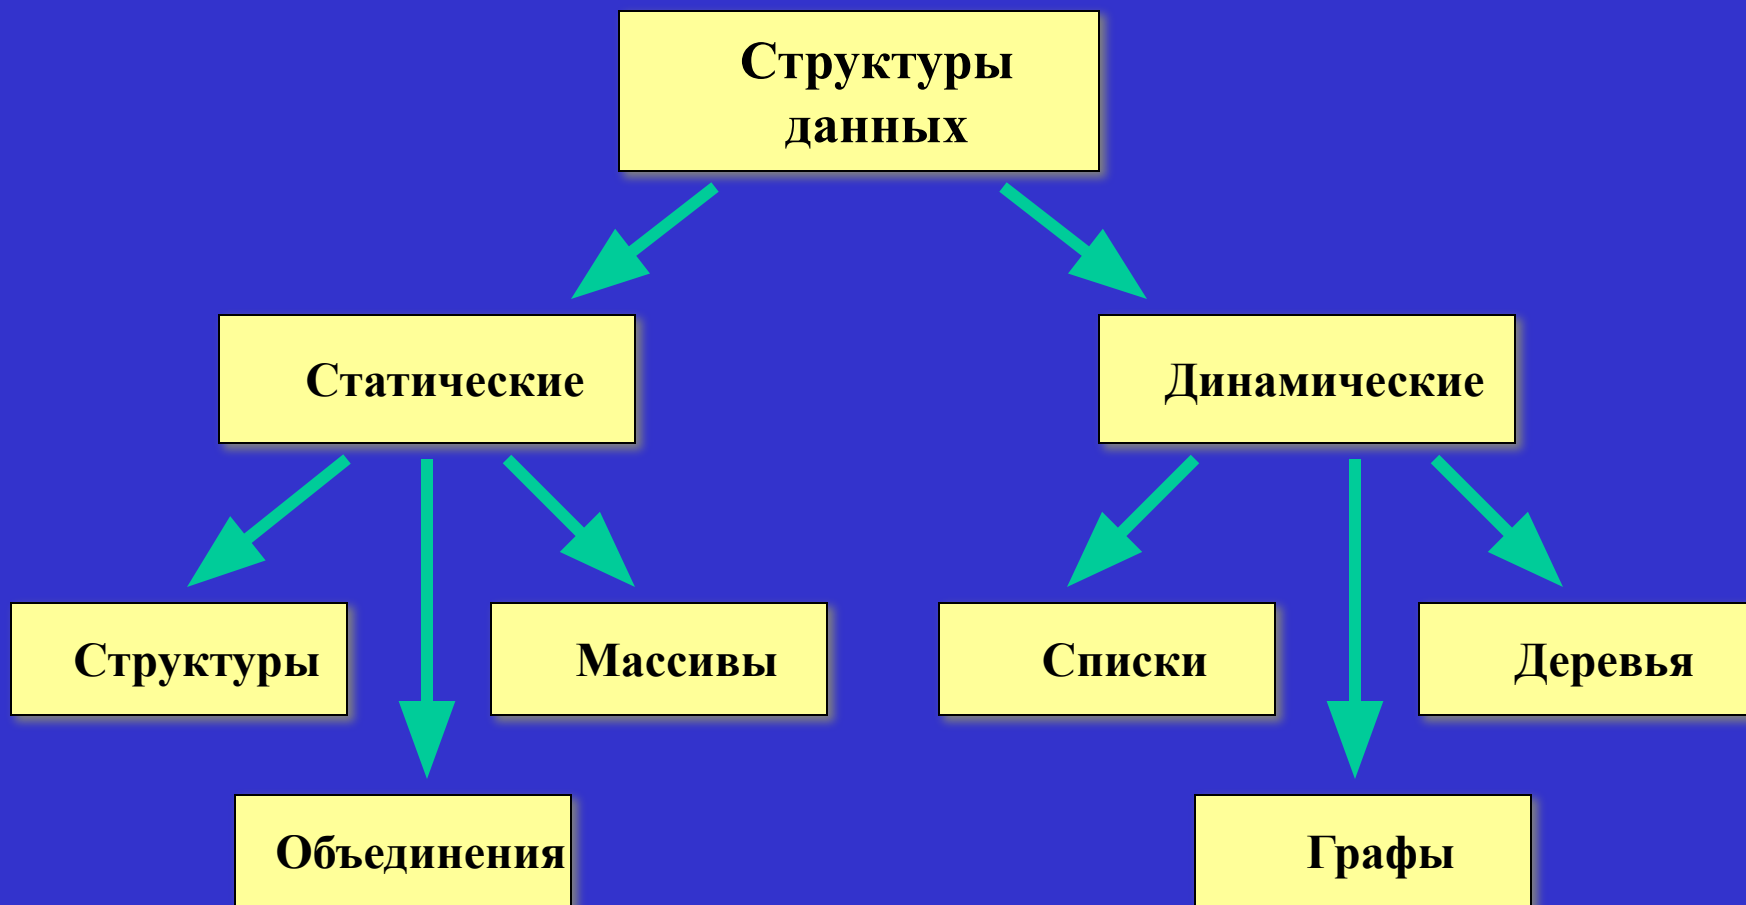 Структуры
данных
Статические
Динамические
Структуры
Массивы
Списки
Деревья
Объединения
Графы